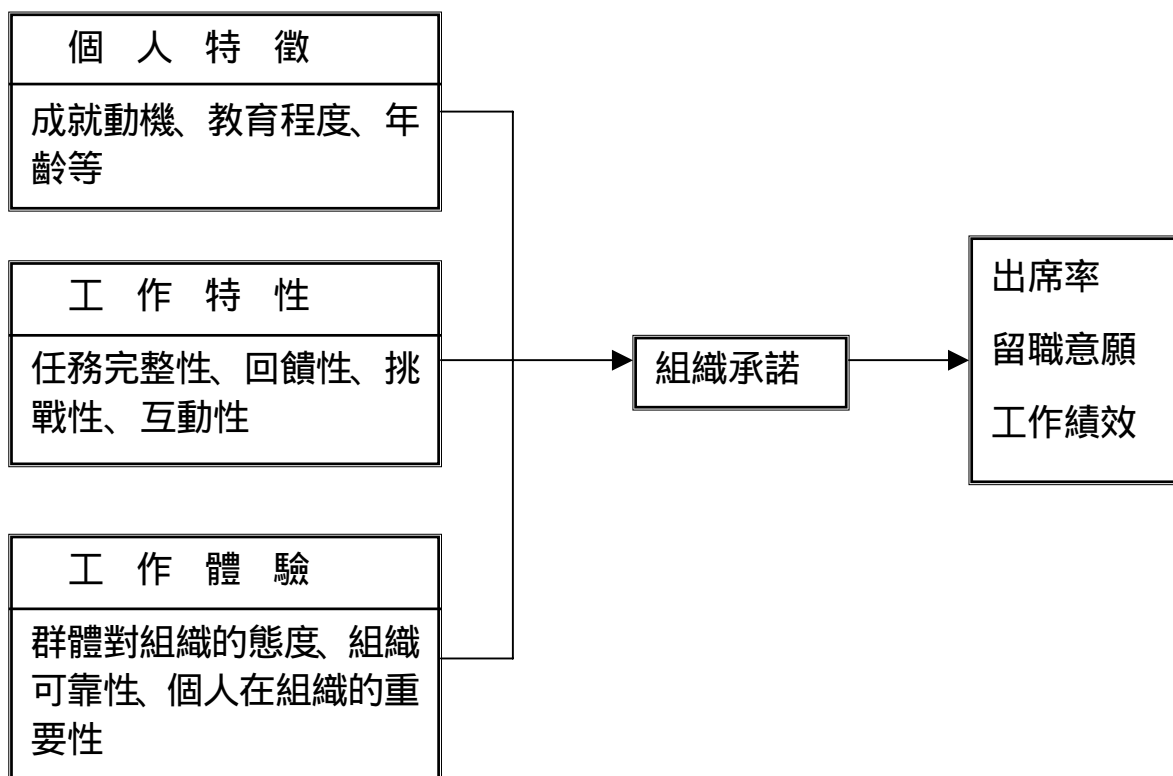 個人特徵
成就動機、教育程度、年
齡等
工作特性
任務完整性、回饋性、挑
戰性、互動性
工作體驗
群體對組織的態度、組織
可靠性、個人在組織的重
要性
組織承諾
出席率
留職意願
工作績效